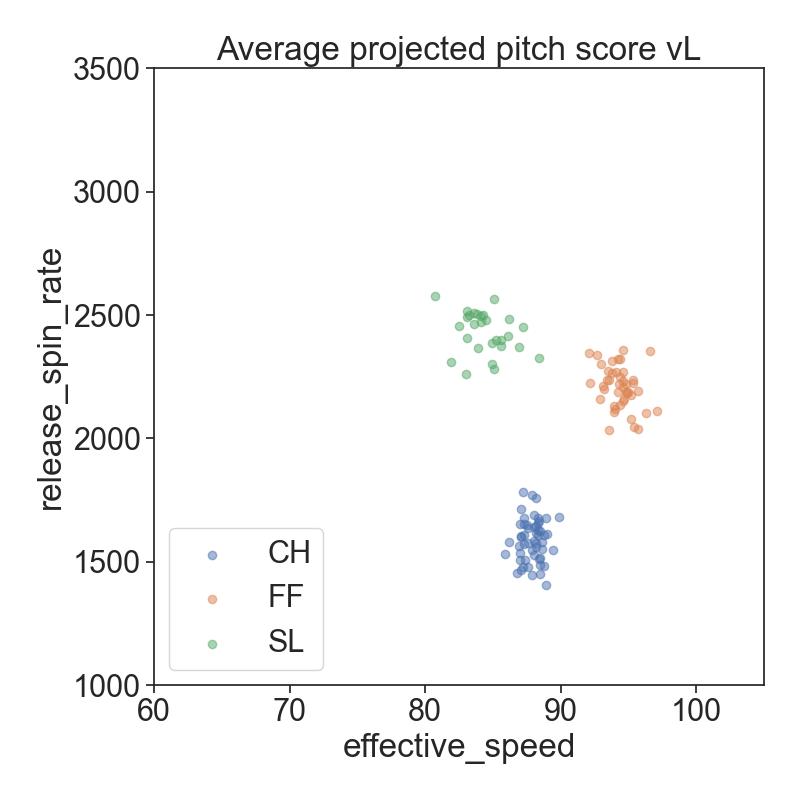 Average projected pitch score vL
3500
3000
2500
2000
1500
1000
release_spin_rate
CH
FF
SL
60
70
80
90
100
effective_speed